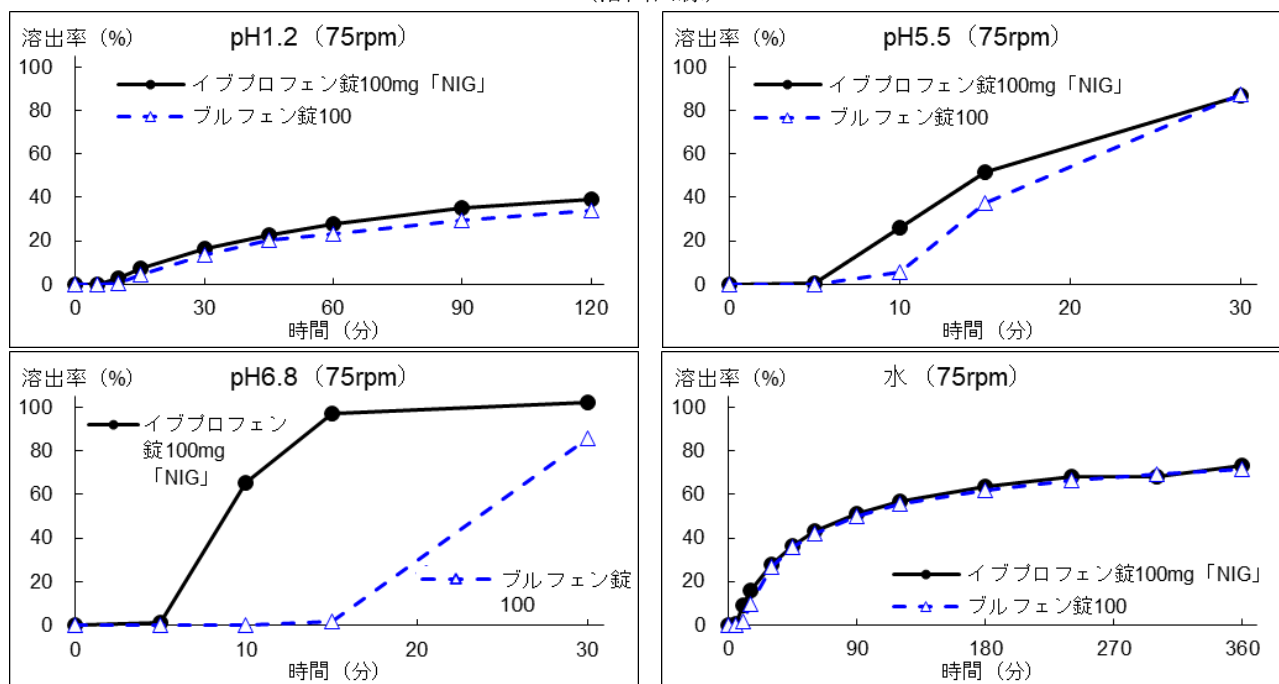 溶出率 (%)
pH1.2 (75rpm)
100
80
60
40
20
0
イブプロフェン錠100mg「NIG」
ブルフェン錠100
0 30 60 90 120
時間 (分)
溶出率 (%)
pH5.5 (75rpm)
100
80
60
40
20
0
イブプロフェン錠100mg「NIG」
ブルフェン錠100
0 10 20 30
時間 (分)
溶出率 (%)
pH6.8 (75rpm)
100
80
60
40
20
0
イブプロフェン
錠100mg
「NIG」
ブルフェン錠
100
0 10 20 30
時間 (分)
溶出率 (%)
水 (75rpm)
100
80
60
40
20
0
イブプロフェン錠100mg「NIG」
ブルフェン錠100
0 90 180 270 360
時間 (分)